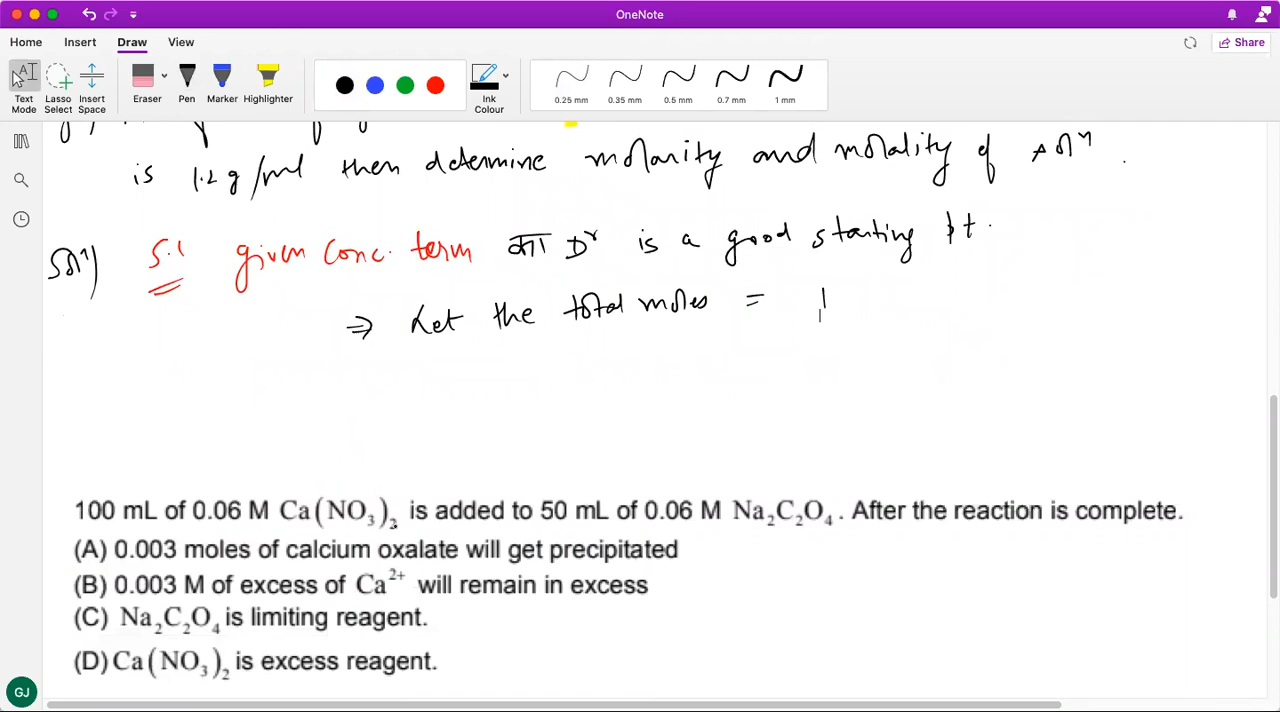 OneNote
Home Insert Draw View
Share
Text Mode
Lasso Select
Insert Space
Eraser
Pen
Marker
Highlighter
Ink Colour
0.25 mm 0.35 mm 0.5 mm 0.7 mm 1 mm
is 1.2 g/ml then determine molarity and molality of solⁿ.
Solⁿ) S.1 given conc. term का Dʳ is a good starting pt.
⇒ Let the total moles = 1
100 mL of 0.06 M Ca(NO₃)₂ is added to 50 mL of 0.06 M Na₂C₂O₄. After the reaction is complete.
(A) 0.003 moles of calcium oxalate will get precipitated
(B) 0.003 M of excess of Ca²⁺ will remain in excess
(C) Na₂C₂O₄ is limiting reagent.
(D) Ca(NO₃)₂ is excess reagent.
GJ